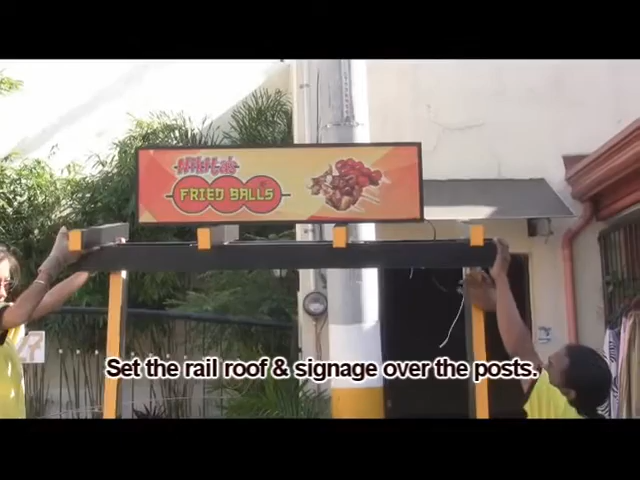 FRIED BALLS
Set the rail roof & signage over the posts.